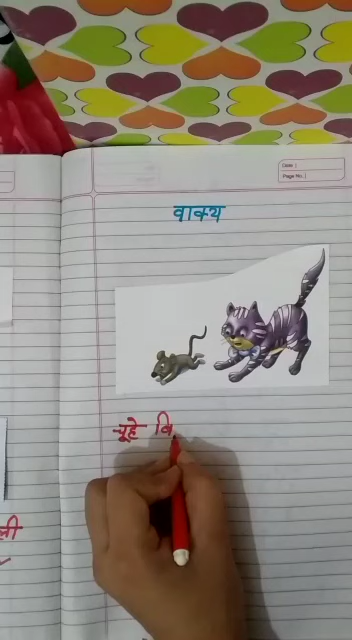 Date :
Page No. :
वाक्य
चूहे वि
ली